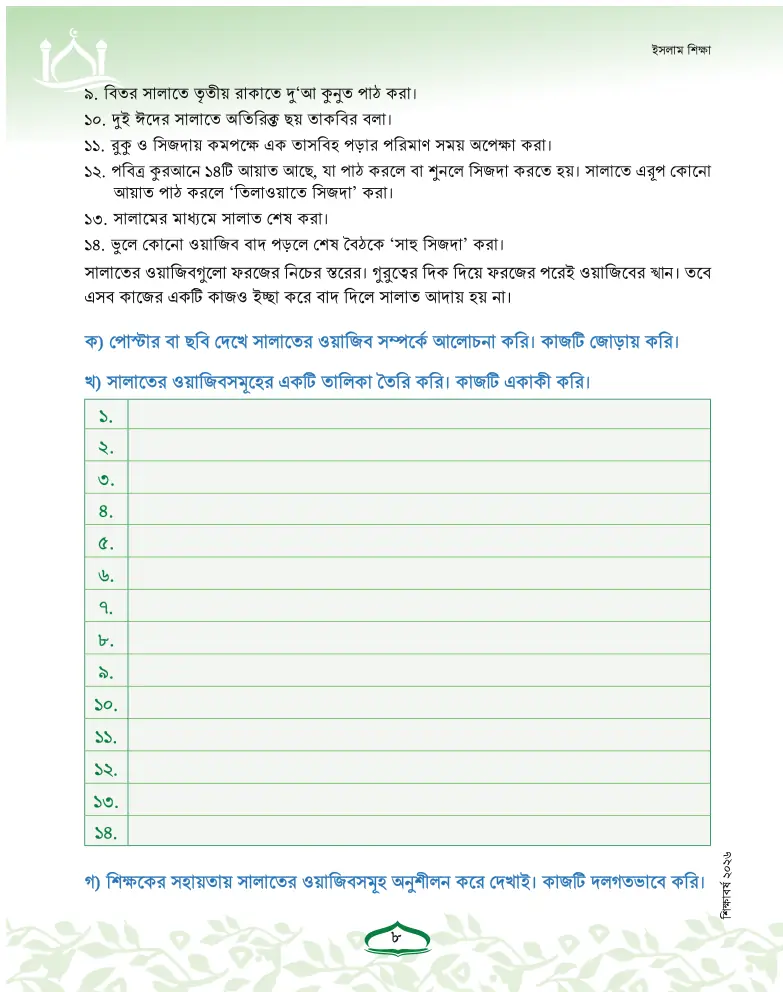 ইসলাম শিক্ষা
৯. বিতর সালাতে তৃতীয় রাকাতে দু‘আ কুনুত পাঠ করা।
১০. দুই ঈদের সালাতে অতিরিক্ত ছয় তাকবির বলা।
১১. রুকু ও সিজদায় কমপক্ষে এক তাসবিহ পড়ার পরিমাণ সময় অপেক্ষা করা।
১২. পবিত্র কুরআনে ১৪টি আয়াত আছে, যা পাঠ করলে বা শুনলে সিজদা করতে হয়। সালাতে এরূপ কোনো
আয়াত পাঠ করলে ‘তিলাওয়াতে সিজদা’ করা।
১৩. সালামের মাধ্যমে সালাত শেষ করা।
১৪. ভুলে কোনো ওয়াজিব বাদ পড়লে শেষ বৈঠকে ‘সাহু সিজদা’ করা।
সালাতের ওয়াজিবগুলো ফরজের নিচের স্তরের। গুরুত্বের দিক দিয়ে ফরজের পরেই ওয়াজিবের স্থান। তবে
এসব কাজের একটি কাজও ইচ্ছা করে বাদ দিলে সালাত আদায় হয় না।
ক) পোস্টার বা ছবি দেখে সালাতের ওয়াজিব সম্পর্কে আলোচনা করি। কাজটি জোড়ায় করি।
খ) সালাতের ওয়াজিবসমূহের একটি তালিকা তৈরি করি। কাজটি একাকী করি।
১.
২.
৩.
৪.
৫.
৬.
৭.
৮.
৯.
১০.
১১.
১২.
১৩.
১৪.
গ) শিক্ষকের সহায়তায় সালাতের ওয়াজিবসমূহ অনুশীলন করে দেখাই। কাজটি দলগতভাবে করি।
শিক্ষাবর্ষ ২০২৬
৮